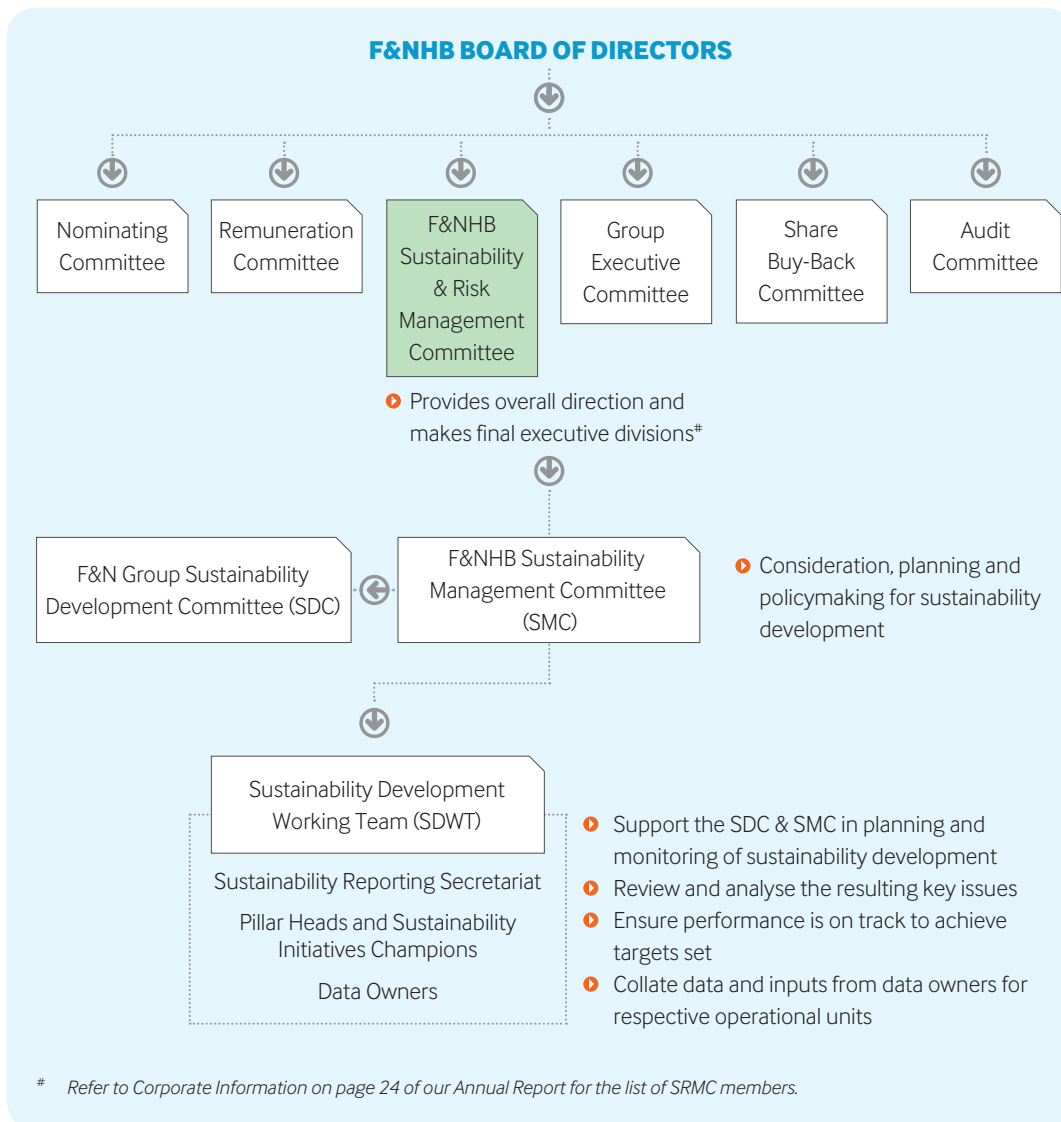 F&NHB BOARD OF DIRECTORS
Nominating
Committee
Remuneration
Committee
F&NHB
Sustainability
& Risk
Management
Committee
Group
Executive
Committee
Share
Buy-Back
Committee
Audit
Committee
Provides overall direction and
makes final executive divisions#
F&N Group Sustainability
Development Committee (SDC)
F&NHB Sustainability
Management Committee
(SMC)
Consideration, planning and
policymaking for sustainability
development
Sustainability Development
Working Team (SDWT)
Sustainability Reporting Secretariat
Pillar Heads and Sustainability
Initiatives Champions
Data Owners
Support the SDC & SMC in planning and
monitoring of sustainability development
Review and analyse the resulting key issues
Ensure performance is on track to achieve
targets set
Collate data and inputs from data owners for
respective operational units
# Refer to Corporate Information on page 24 of our Annual Report for the list of SRMC members.